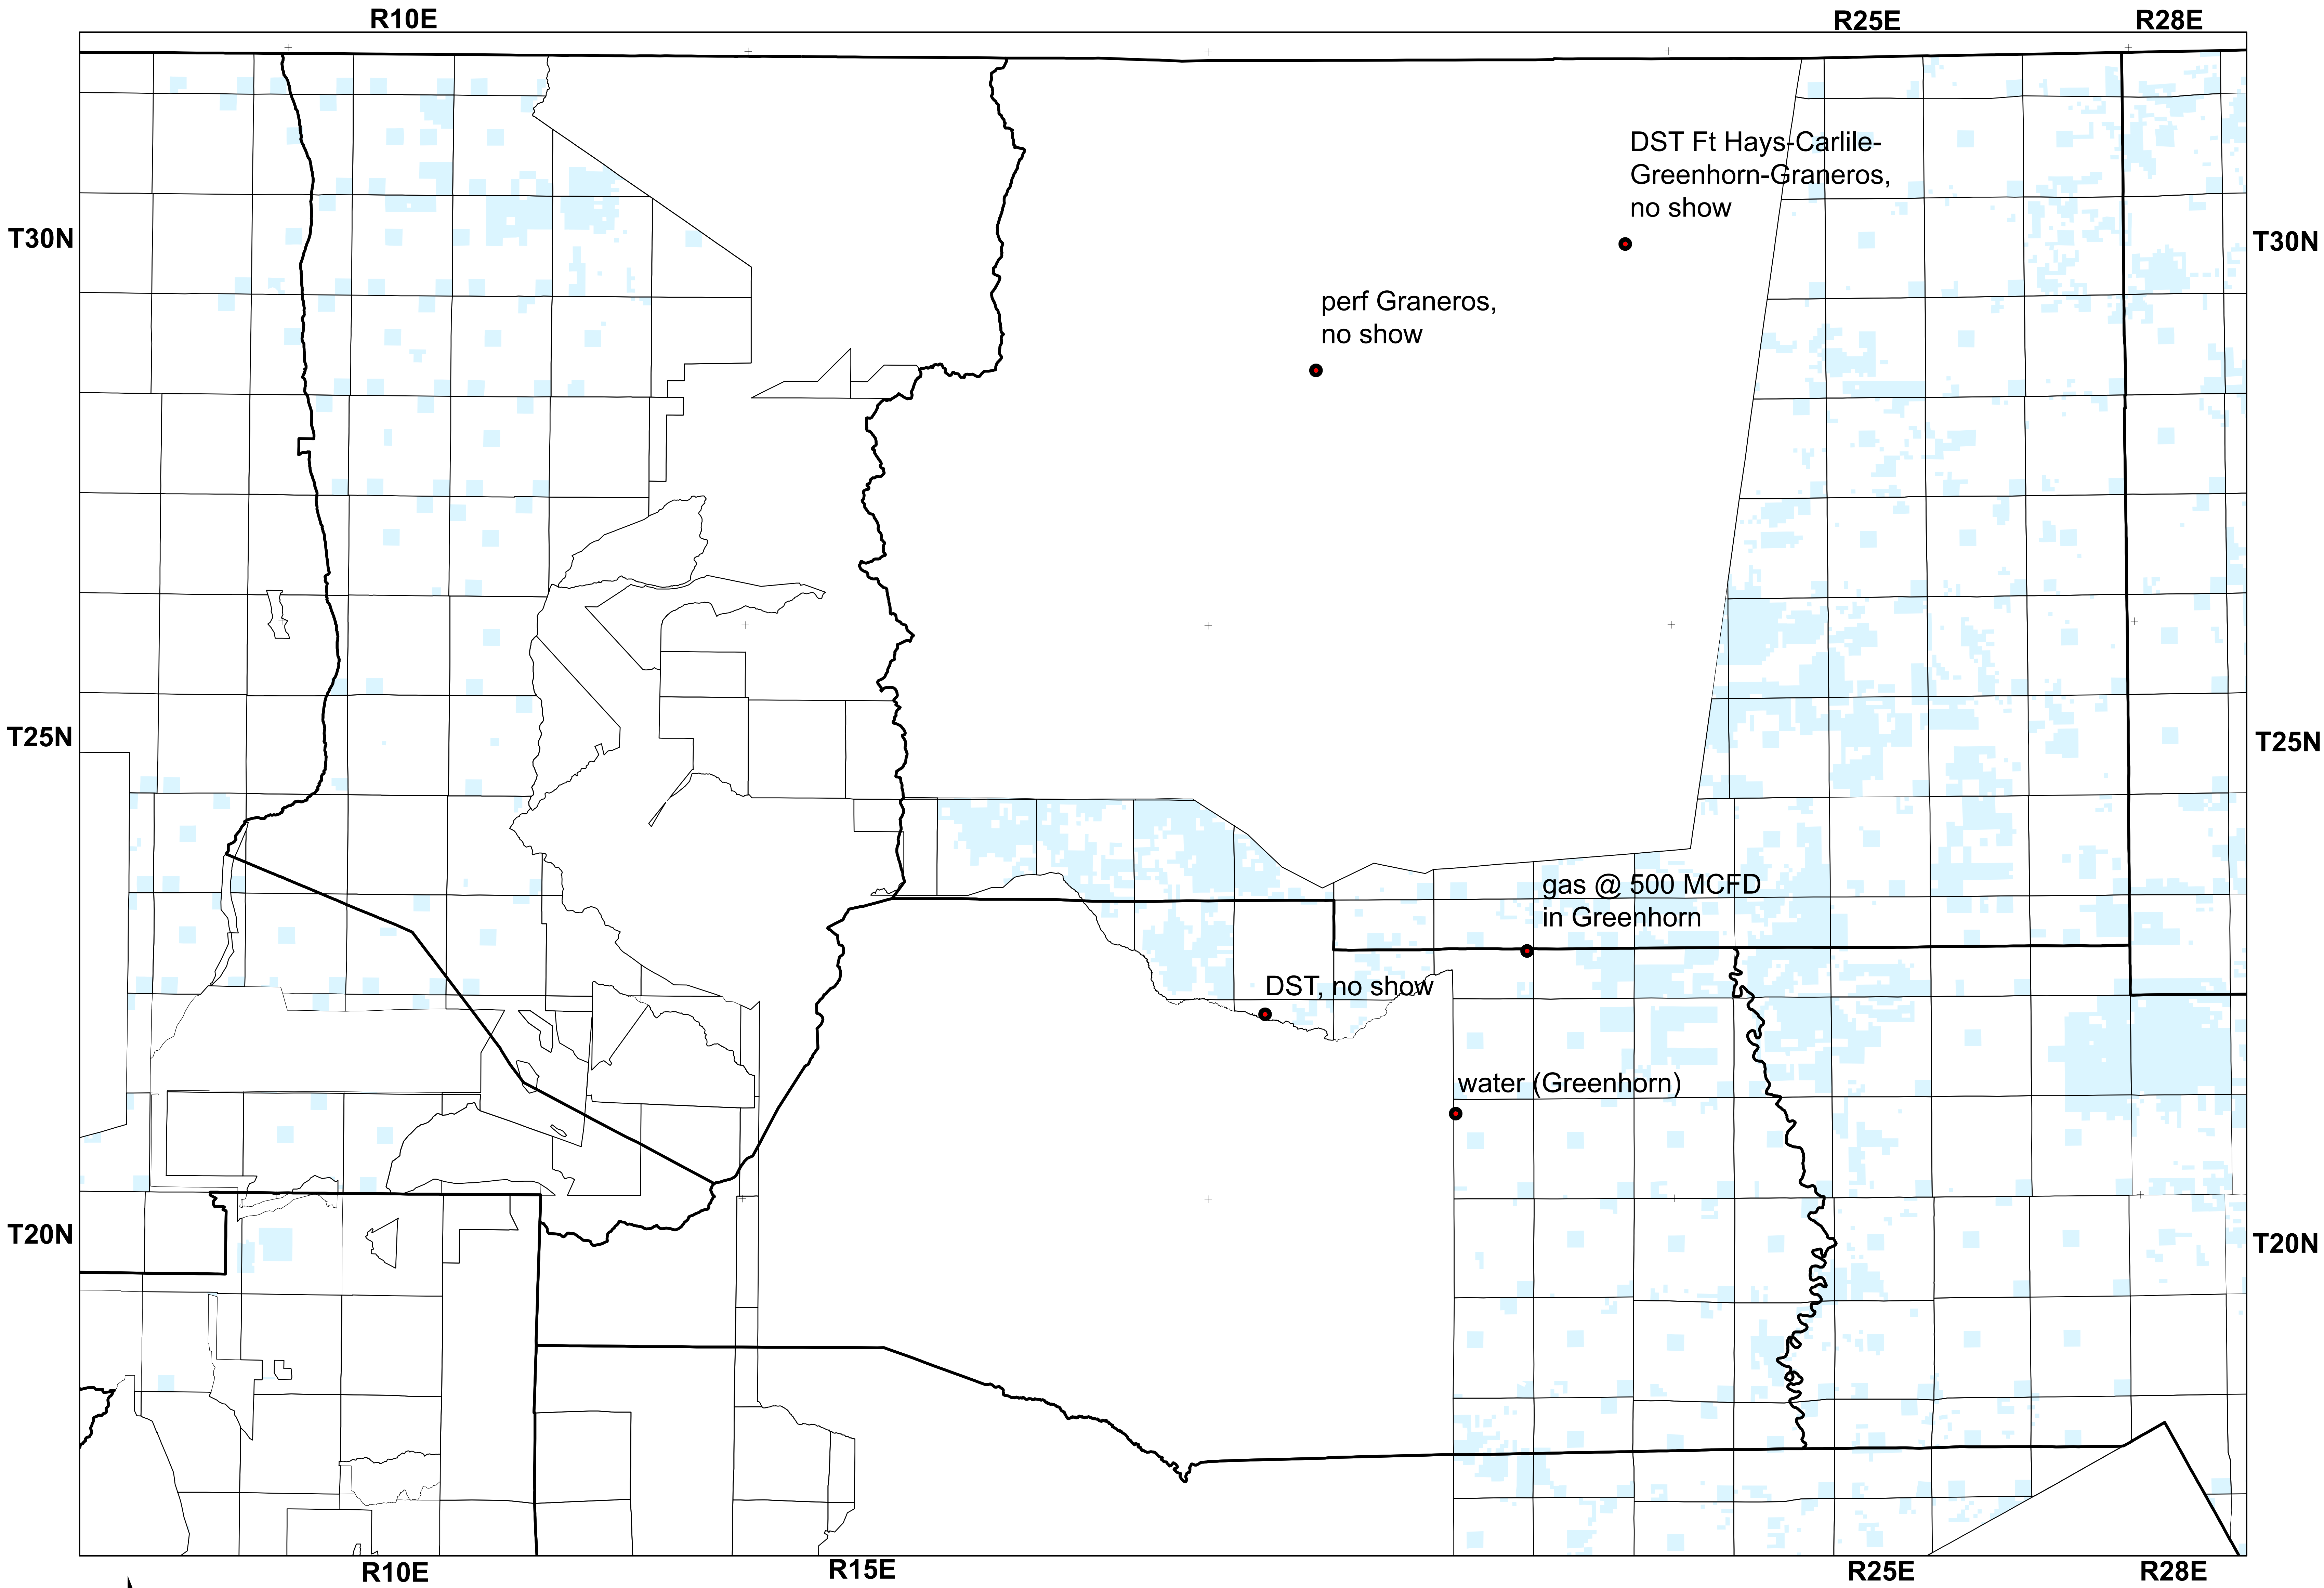 R10E
R25E
R28E
DST Ft Hays-Carlile-
Greenhorn-Graneros,
no show
T30N
T30N
perf Graneros,
no show
T25N
T25N
gas @ 500 MCFD
in Greenhorn
DST, no show
water (Greenhorn)
T20N
T20N
R10E
R15E
R25E
R28E